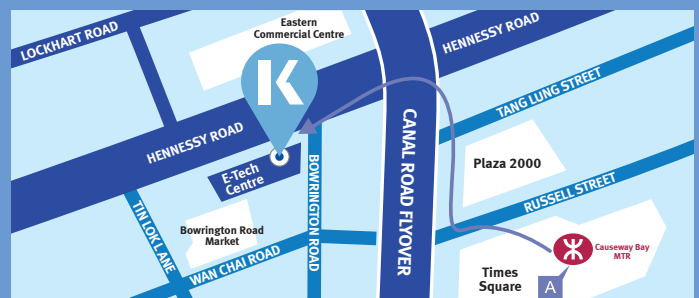 Eastern
Commercial Centre
LOCKHART ROAD
HENNESSY ROAD
K
TANG LUNG STREET
HENNESSY ROAD
CANAL ROAD FLYOVER
Plaza 2000
E-Tech
Centre
BOWRINGTON ROAD
RUSSELL STREET
TIN LOK LANE
Bowrington Road
Market
WAN CHAI ROAD
Causeway Bay
MTR
Times
Square
A